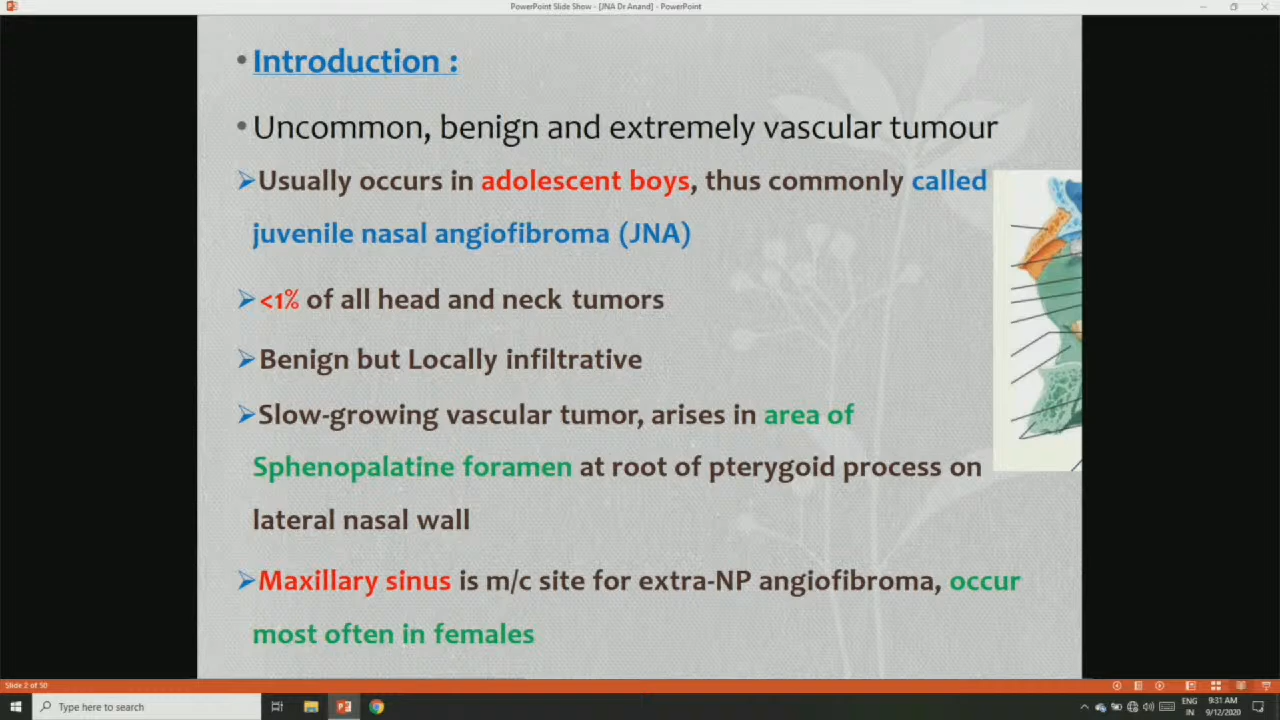 PowerPoint Slide Show - [JNA Dr Anand] - PowerPoint
• Introduction :
• Uncommon, benign and extremely vascular tumour
➢Usually occurs in adolescent boys, thus commonly called
juvenile nasal angiofibroma (JNA)
➢<1% of all head and neck tumors
➢Benign but Locally infiltrative
➢Slow-growing vascular tumor, arises in area of
Sphenopalatine foramen at root of pterygoid process on
lateral nasal wall
➢Maxillary sinus is m/c site for extra-NP angiofibroma, occur
most often in females
Slide 2 of 50
Type here to search
ENG
IN
9:31 AM
9/12/2020